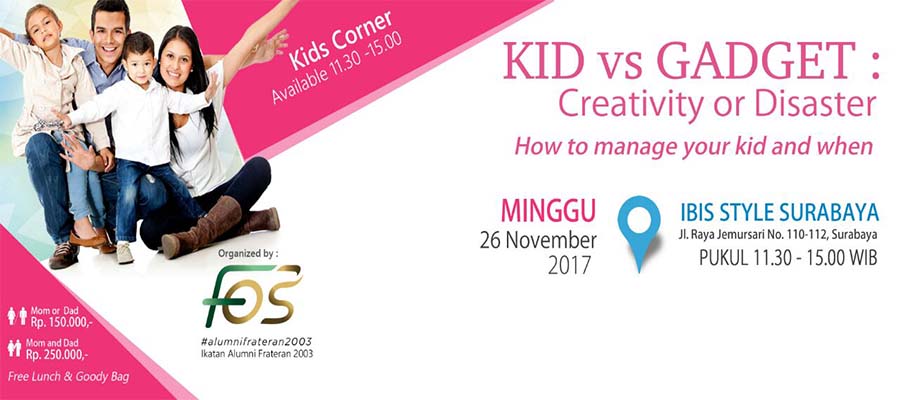 Kids Corner
Available 11.30 -15.00
KID vs GADGET :
Creativity or Disaster
How to manage your kid and when
MINGGU
26 November
2017
IBIS STYLE SURABAYA
Jl. Raya Jemursari No. 110-112, Surabaya
PUKUL 11.30 - 15.00 WIB
Organized by :
FOS
#alumnifrateran2003
Ikatan Alumni Frateran 2003
Mom or Dad
Rp. 150.000,-
Mom and Dad
Rp. 250.000,-
Free Lunch & Goody Bag